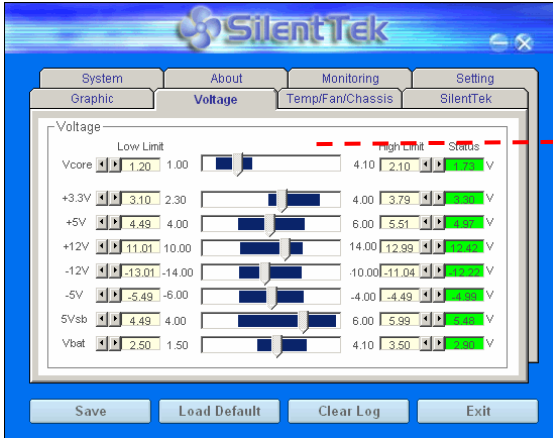 SilentTek
System About Monitoring Setting
Graphic Voltage Temp/Fan/Chassis SilentTek
Voltage
Low Limit High Limit Status
Vcore 1.20 1.00 4.10 2.10 1.73 V
+3.3V 3.10 2.30 4.00 3.79 3.30 V
+5V 4.49 4.00 6.00 5.51 4.97 V
+12V 11.01 10.00 14.00 12.99 12.42 V
-12V -13.01 -14.00 -10.00 -11.04 -12.22 V
-5V -5.49 -6.00 -4.00 -4.49 -4.99 V
5Vsb 4.49 4.00 6.00 5.99 5.48 V
Vbat 2.50 1.50 4.10 3.50 2.90 V
Save Load Default Clear Log Exit